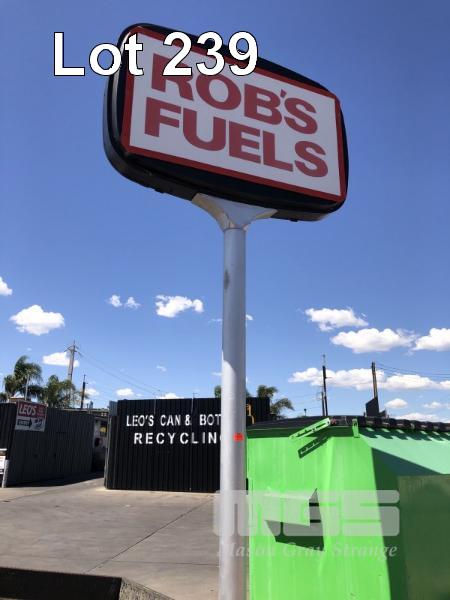 Lot 239
ROB'S
FUELS
LEO'S
LEO'S CAN & BOT
RECYCLING
MGS
Mason Gray Strange